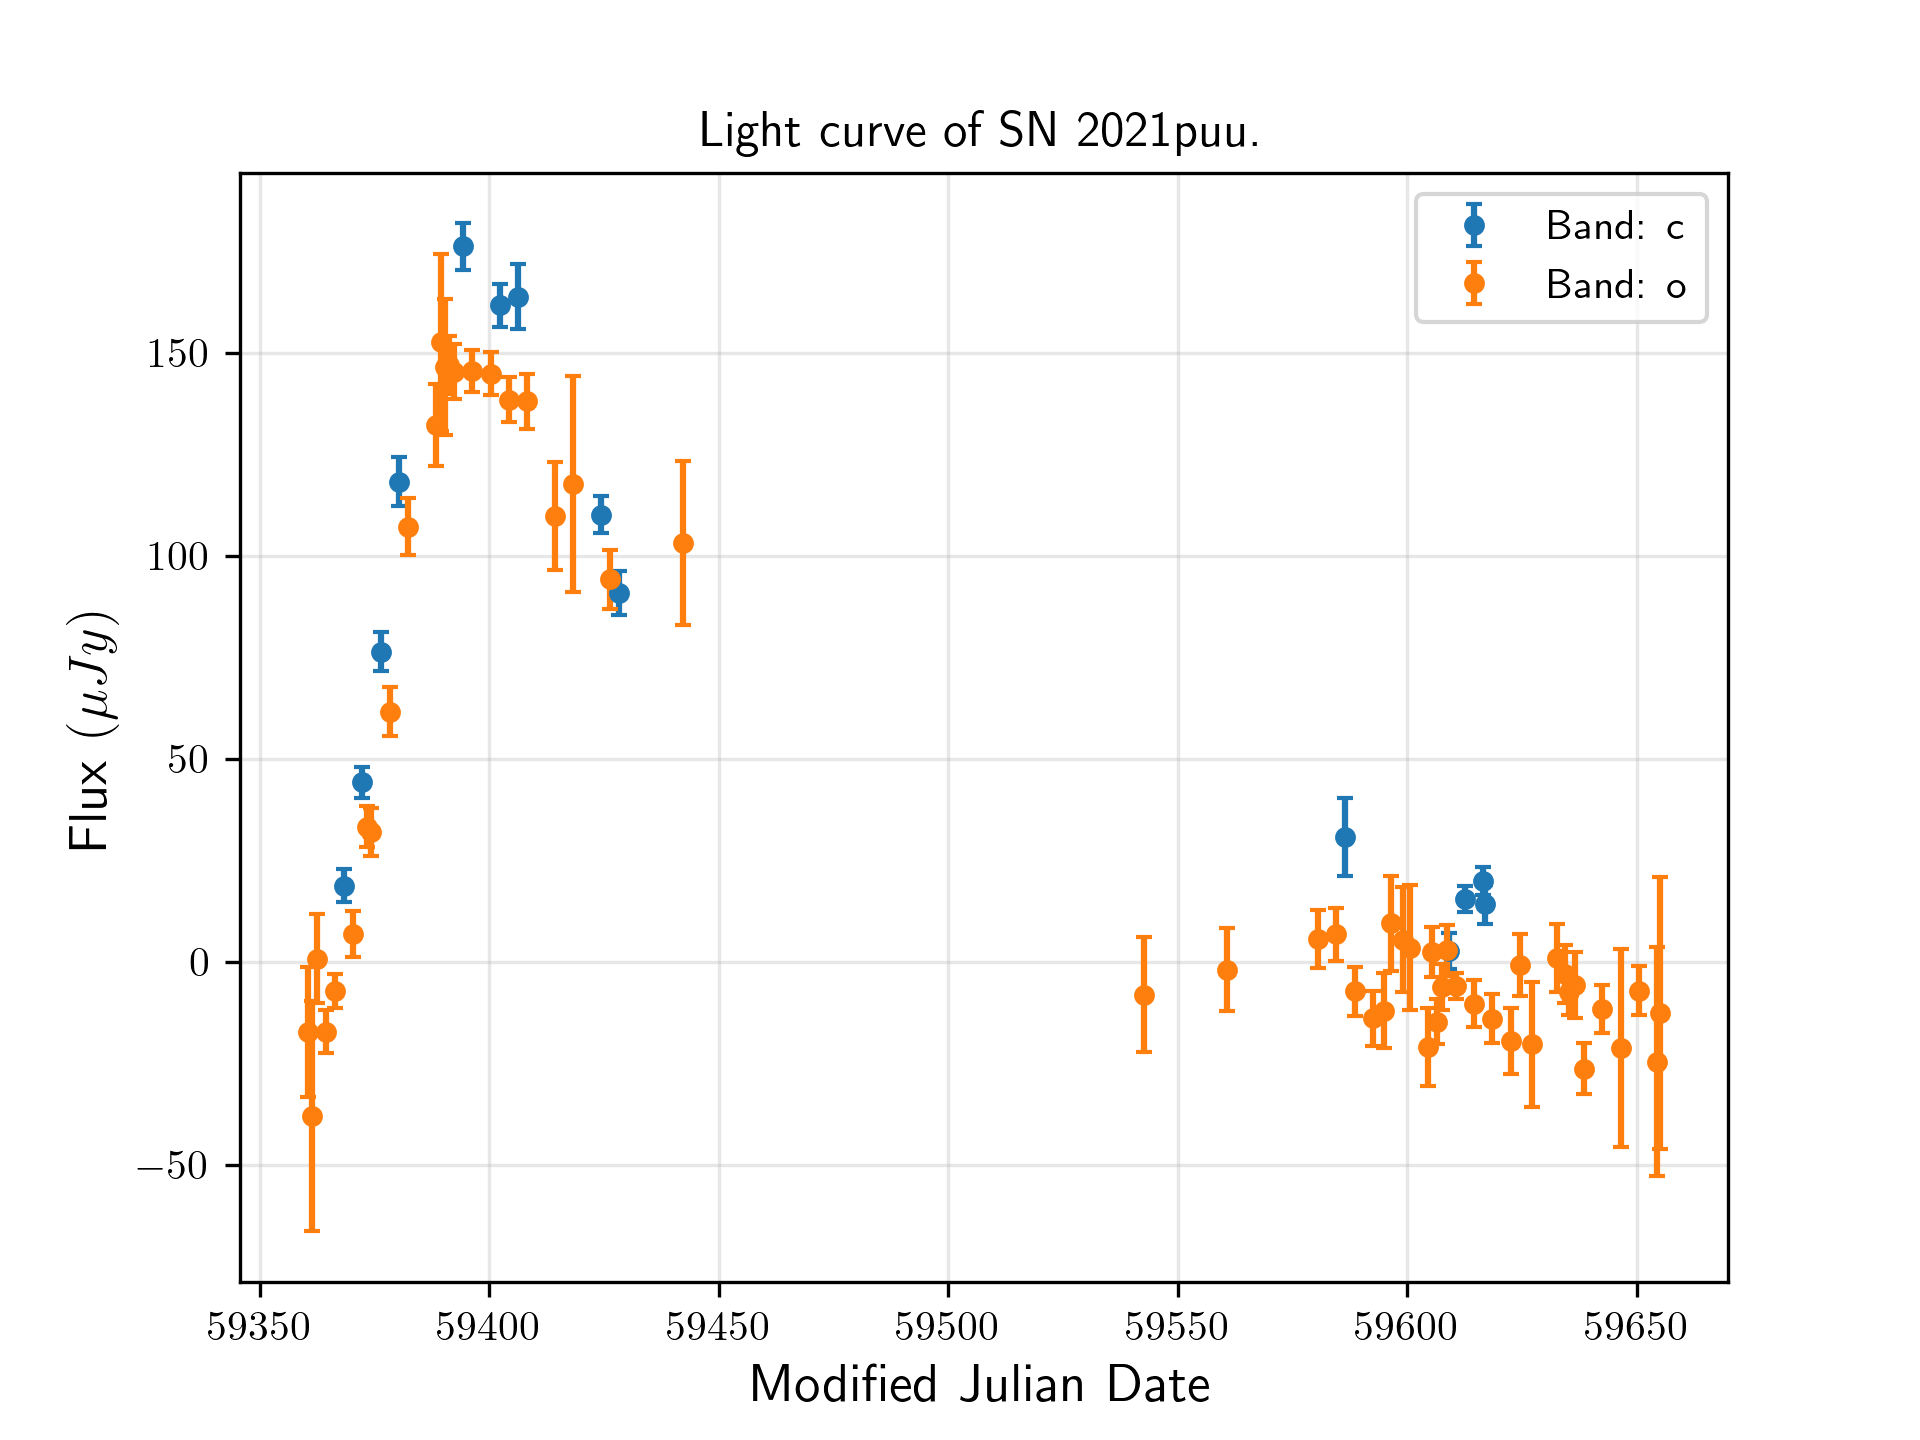 Light curve of SN 2021puu.
Band: c
Band: o
Flux (μJy)
150
100
50
0
−50
59350 59400 59450 59500 59550 59600 59650
Modified Julian Date